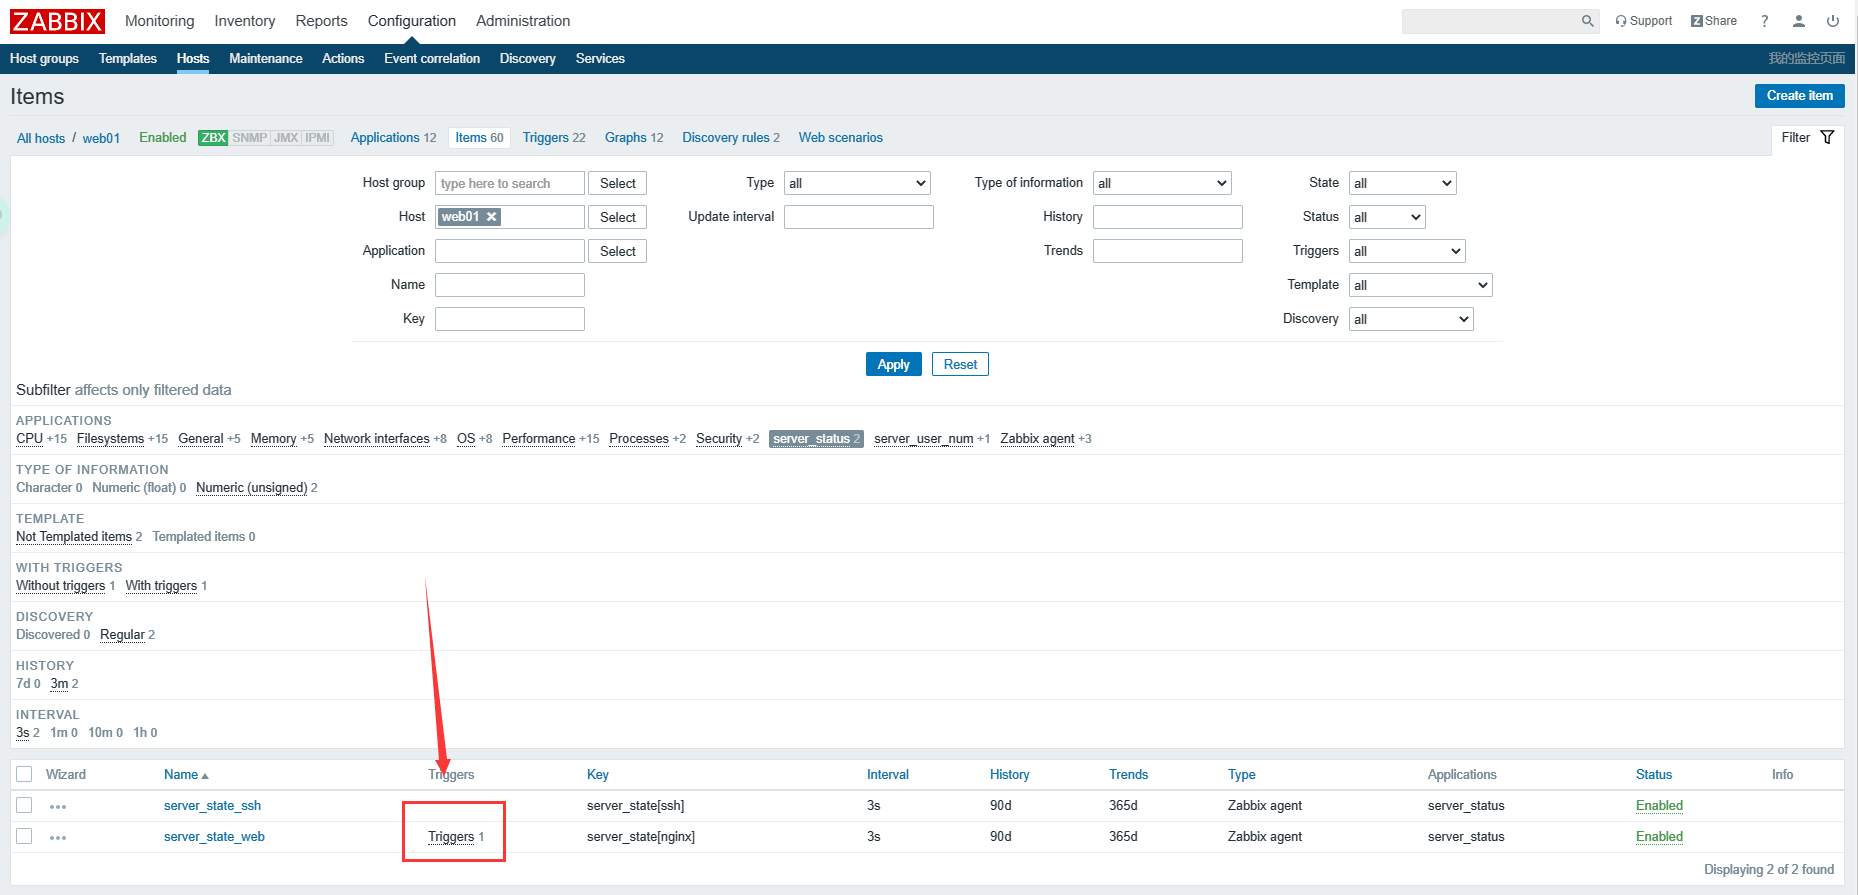 ZABBIX Monitoring Inventory Reports Configuration Administration Support Z Share ?
Host groups Templates Hosts Maintenance Actions Event correlation Discovery Services 我的监控页面
Items Create item
All hosts / web01 Enabled ZBX SNMP JMX IPMI Applications 12 Items 60 Triggers 22 Graphs 12 Discovery rules 2 Web scenarios Filter
Host group type here to search Select Type all Type of information all State all
Host web01 Select Update interval History Status all
Application Select Trends Triggers all
Name Template all
Key Discovery all
Apply Reset
Subfilter affects only filtered data
APPLICATIONS
CPU +15 Filesystems +15 General +5 Memory +5 Network interfaces +8 OS +8 Performance +15 Processes +2 Security +2 server_status 2 server_user_num +1 Zabbix agent +3
TYPE OF INFORMATION
Character 0 Numeric (float) 0 Numeric (unsigned) 2
TEMPLATE
Not Templated items 2 Templated items 0
WITH TRIGGERS
Without triggers 1 With triggers 1
DISCOVERY
Discovered 0 Regular 2
HISTORY
7d 0 3m 2
INTERVAL
3s 2 1m 0 10m 0 1h 0
Wizard Name Triggers Key Interval History Trends Type Applications Status Info
server_state_ssh server_state[ssh] 3s 90d 365d Zabbix agent server_status Enabled
server_state_web Triggers 1 server_state[nginx] 3s 90d 365d Zabbix agent server_status Enabled
Displaying 2 of 2 found